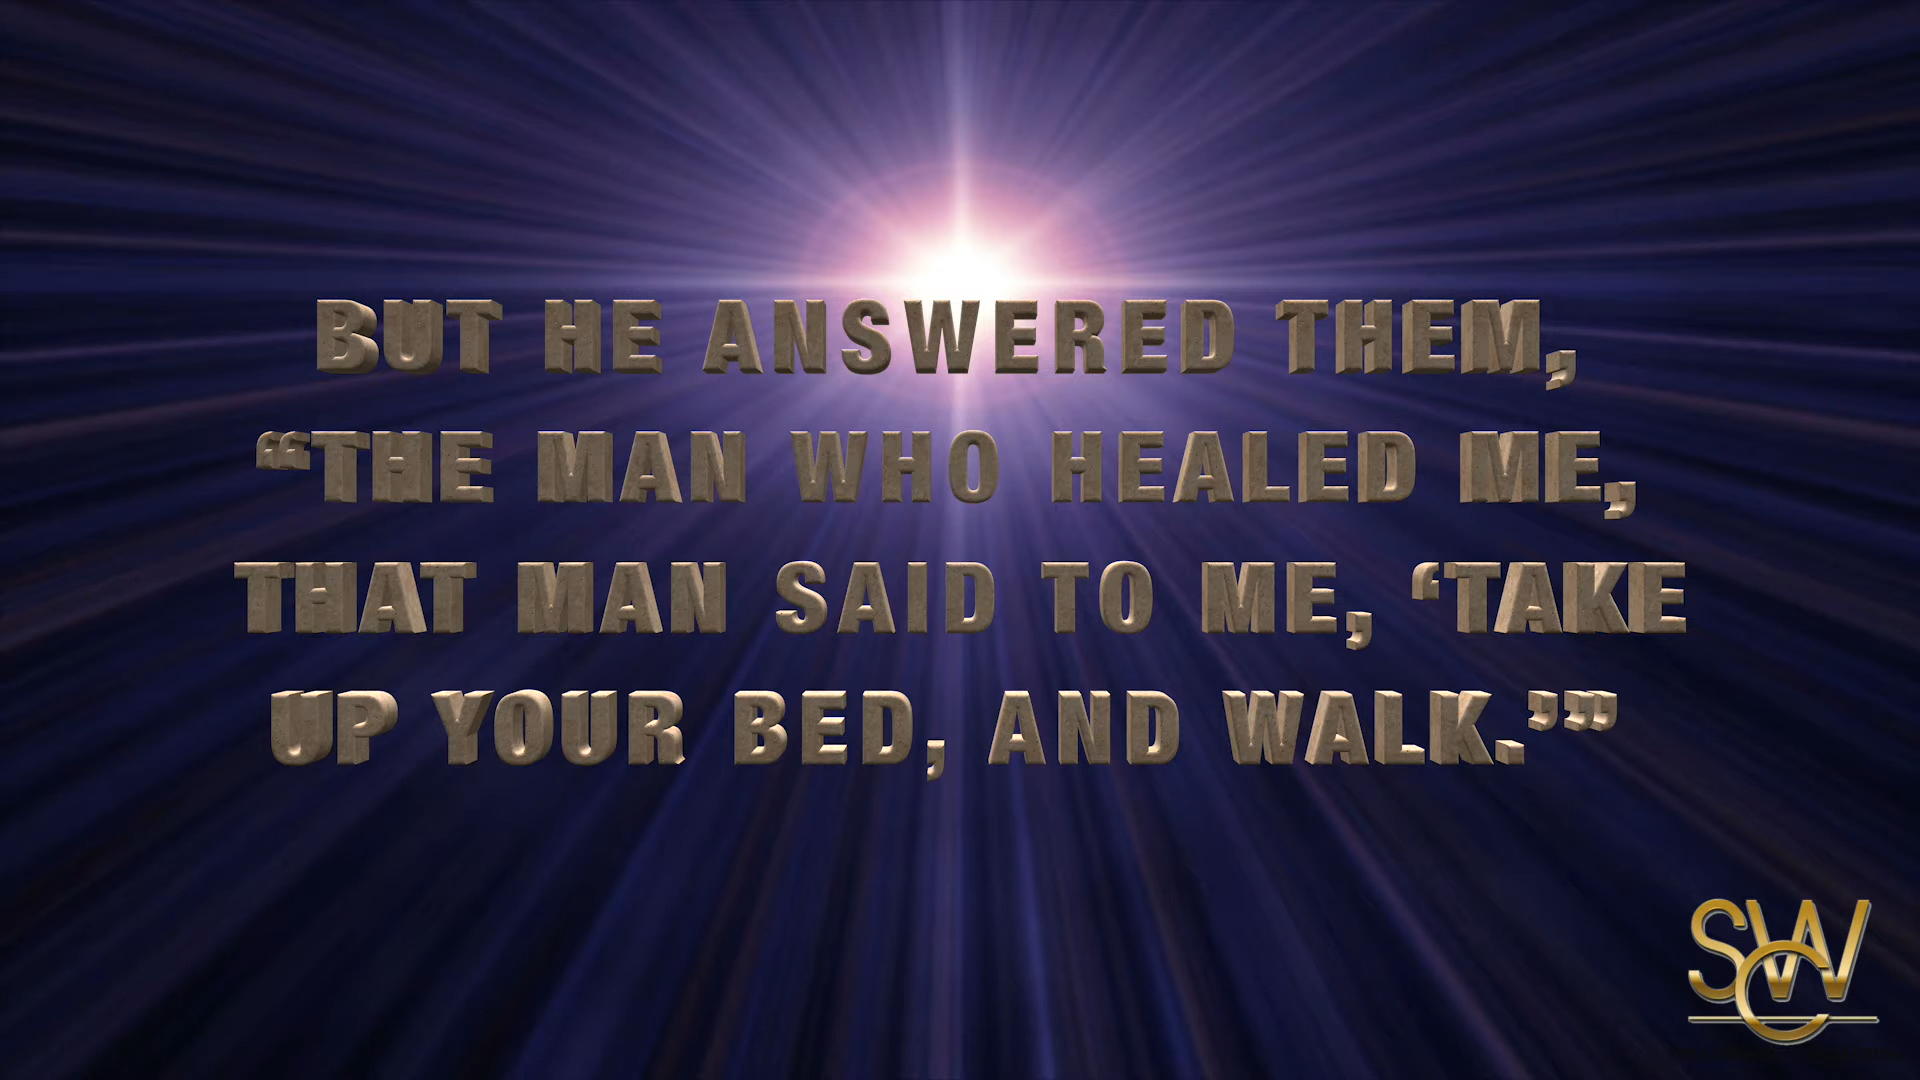 BUT HE ANSWERED THEM,
“THE MAN WHO HEALED ME,
THAT MAN SAID TO ME, ‘TAKE
UP YOUR BED, AND WALK.’”
SCW